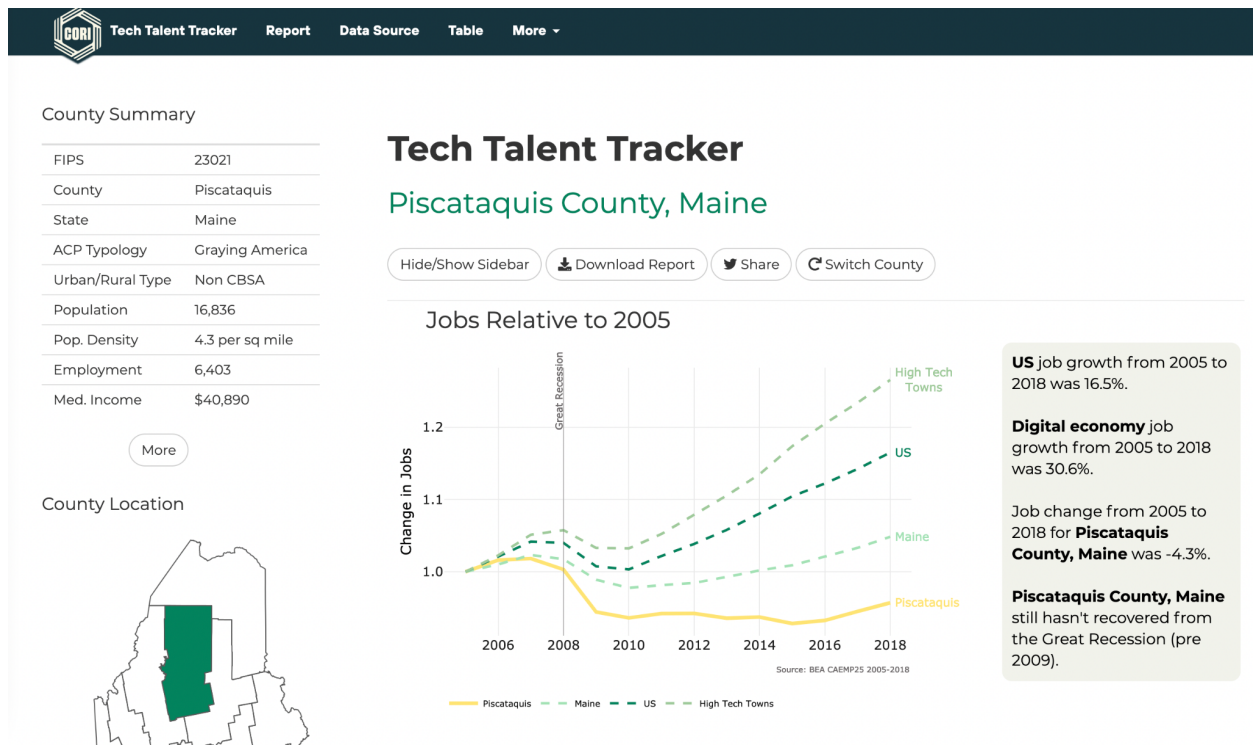 CORI Tech Talent Tracker Report Data Source Table More
County Summary
FIPS 23021
County Piscataquis
State Maine
ACP Typology Graying America
Urban/Rural Type Non CBSA
Population 16,836
Pop. Density 4.3 per sq mile
Employment 6,403
Med. Income $40,890
More
County Location
Tech Talent Tracker
Piscataquis County, Maine
Hide/Show Sidebar Download Report Share Switch County
Jobs Relative to 2005
Great Recession
High Tech
Towns
US
Maine
Piscataquis
Change in Jobs
1.2
1.1
1.0
2006 2008 2010 2012 2014 2016 2018
Source: BEA CAEMP25 2005-2018
Piscataquis Maine US High Tech Towns
US job growth from 2005 to
2018 was 16.5%.
Digital economy job
growth from 2005 to 2018
was 30.6%.
Job change from 2005 to
2018 for Piscataquis
County, Maine was -4.3%.
Piscataquis County, Maine
still hasn't recovered from
the Great Recession (pre
2009).